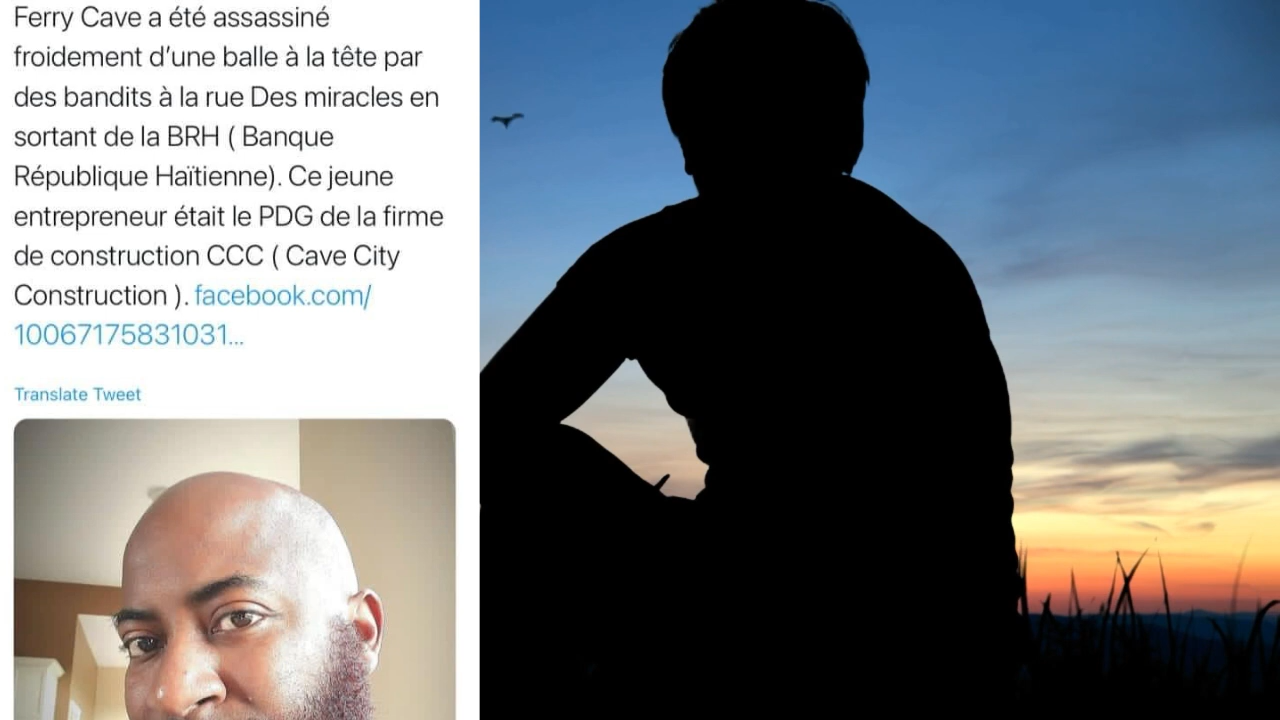 Ferry Cave a été assassiné
froidement d’une balle à la tête par
des bandits à la rue Des miracles en
sortant de la BRH ( Banque
République Haïtienne). Ce jeune
entrepreneur était le PDG de la firme
de construction CCC ( Cave City
Construction ). facebook.com/
10067175831031...
Translate Tweet